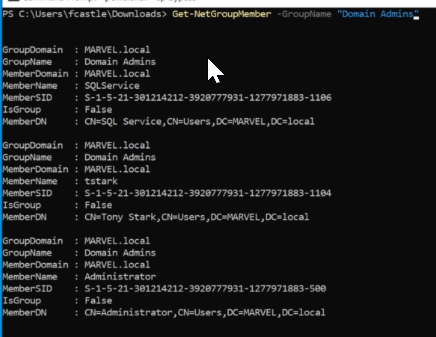 PS C:\Users\fcastle\Downloads> Get-NetGroupMember -GroupName "Domain Admins"
GroupDomain : MARVEL.local
GroupName : Domain Admins
MemberDomain : MARVEL.local
MemberName : SQLService
MemberSID : S-1-5-21-301214212-3920777931-1277971883-1106
IsGroup : False
MemberDN : CN=SQL Service,CN=Users,DC=MARVEL,DC=local
GroupDomain : MARVEL.local
GroupName : Domain Admins
MemberDomain : MARVEL.local
MemberName : tstark
MemberSID : S-1-5-21-301214212-3920777931-1277971883-1104
IsGroup : False
MemberDN : CN=Tony Stark,CN=Users,DC=MARVEL,DC=local
GroupDomain : MARVEL.local
GroupName : Domain Admins
MemberDomain : MARVEL.local
MemberName : Administrator
MemberSID : S-1-5-21-301214212-3920777931-1277971883-500
IsGroup : False
MemberDN : CN=Administrator,CN=Users,DC=MARVEL,DC=local